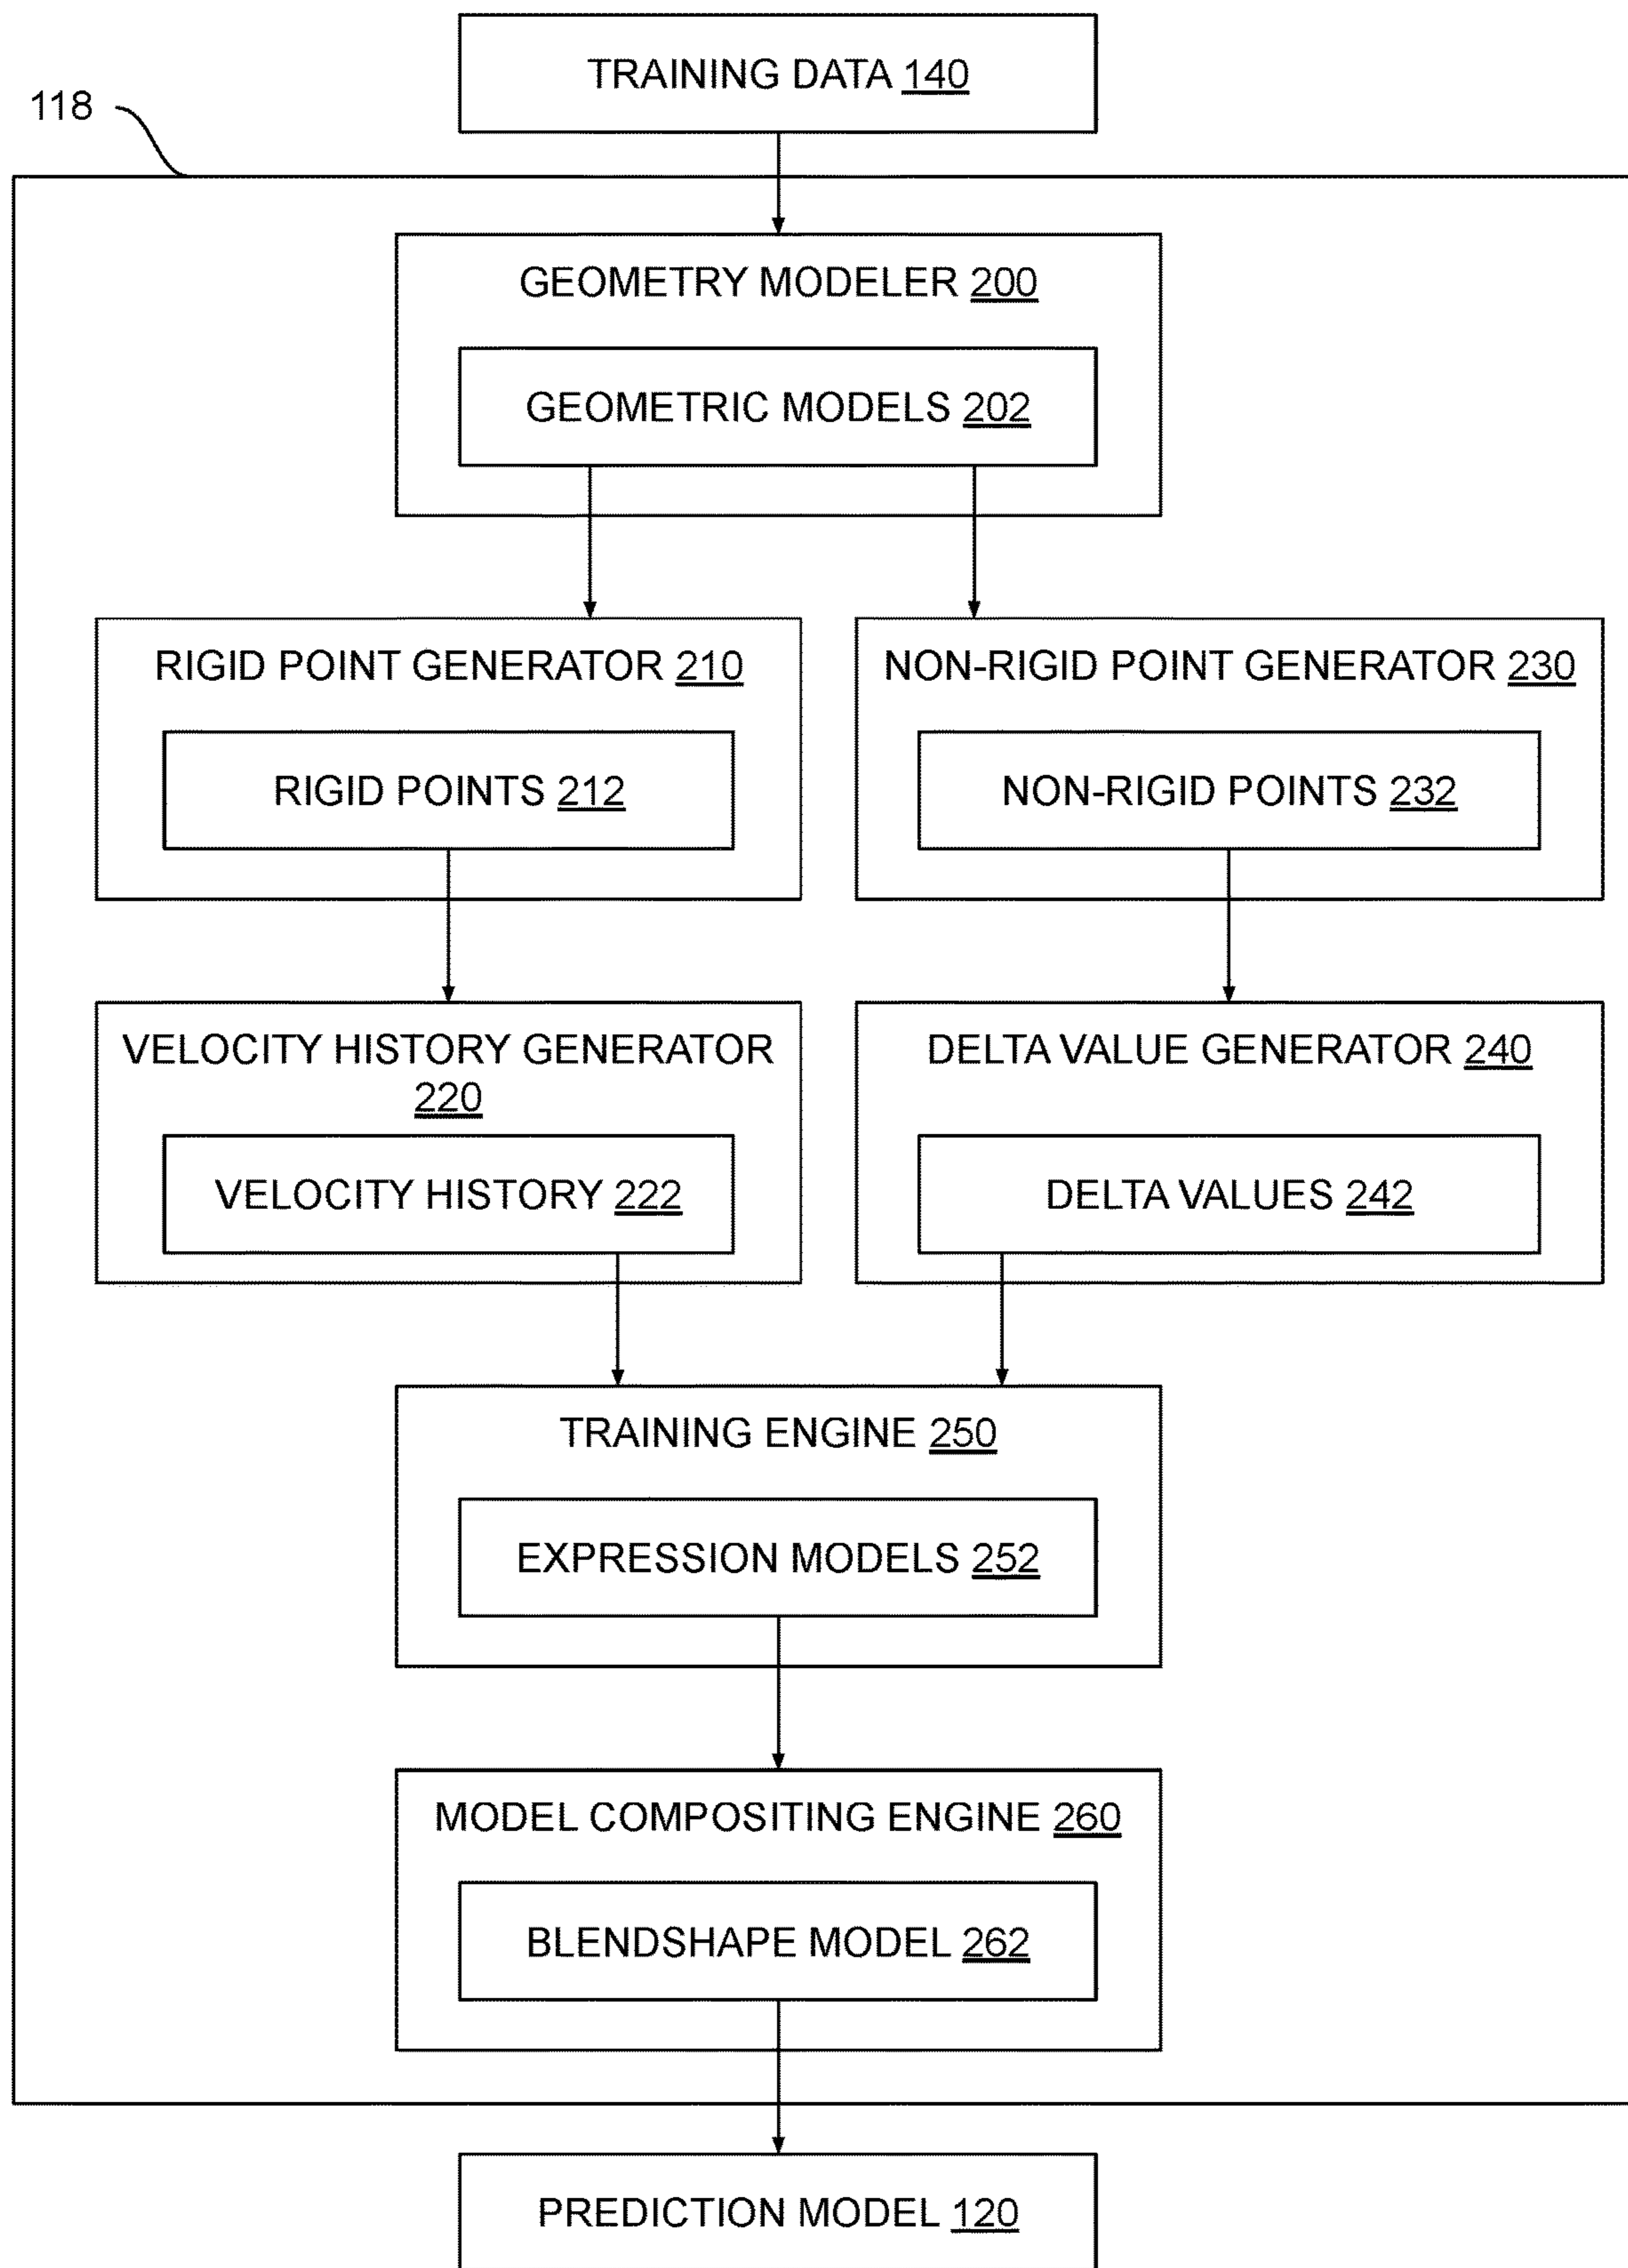 TRAINING DATA 140
118
GEOMETRY MODELER 200
GEOMETRIC MODELS 202
RIGID POINT GENERATOR 210
RIGID POINTS 212
NON-RIGID POINT GENERATOR 230
NON-RIGID POINTS 232
VELOCITY HISTORY GENERATOR
220
VELOCITY HISTORY 222
DELTA VALUE GENERATOR 240
DELTA VALUES 242
TRAINING ENGINE 250
EXPRESSION MODELS 252
MODEL COMPOSITING ENGINE 260
BLENDSHAPE MODEL 262
PREDICTION MODEL 120